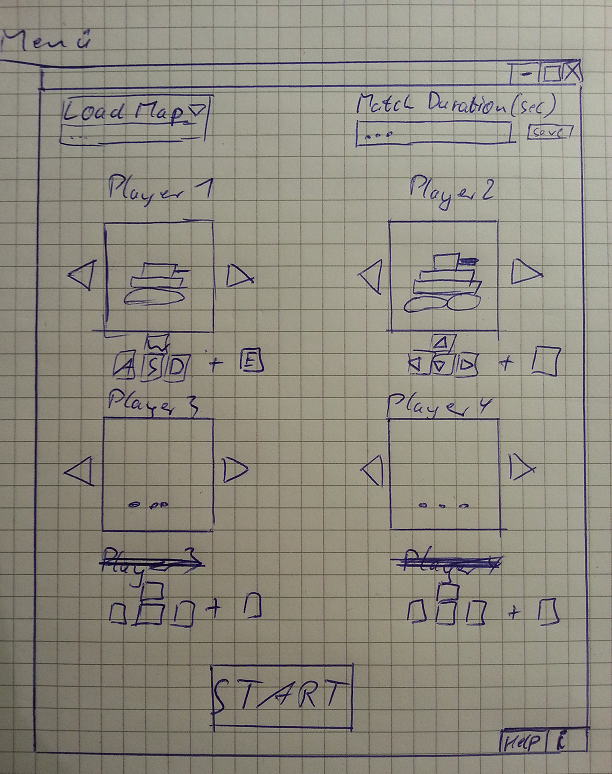 Menü
- □ X
Load Map ▽
...
Match Duration (sec)
... save
Player 1
Player 2
W
A S D + E
△
◁ ▽ ▷ +
Player 3
Player 4
...
...
Player 3
Player 4
+
+
START
Help i